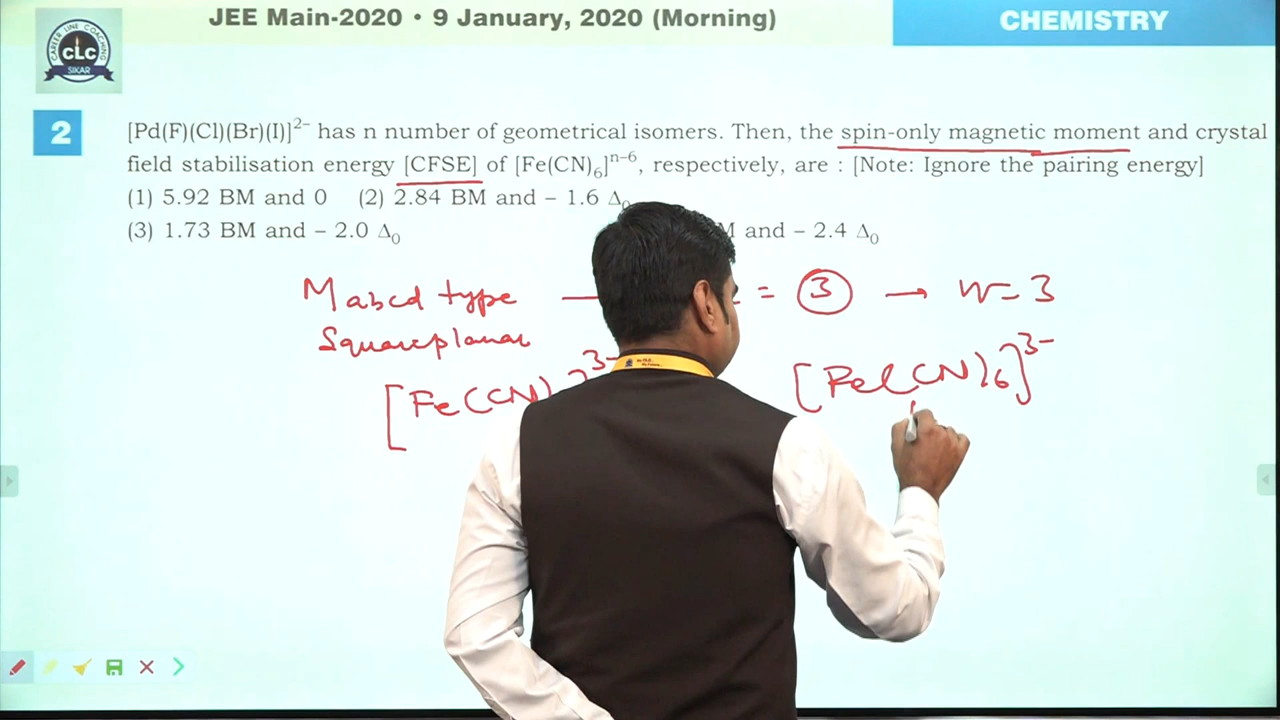 JEE Main-2020 • 9 January, 2020 (Morning)
CHEMISTRY
CAREER LINE COACHING
CLC
SIKAR
2
[Pd(F)(Cl)(Br)(I)]²⁻ has n number of geometrical isomers. Then, the spin-only magnetic moment and crystal
field stabilisation energy [CFSE] of [Fe(CN)₆]ⁿ⁻⁶, respectively, are : [Note: Ignore the pairing energy]
(1) 5.92 BM and 0 (2) 2.84 BM and – 1.6 Δ₀
(3) 1.73 BM and – 2.0 Δ₀ M and – 2.4 Δ₀
Mabcd type — = 3 → n = 3
Squareplanar
[Fe(CN) ]³⁻ [Fe(CN)₆]³⁻